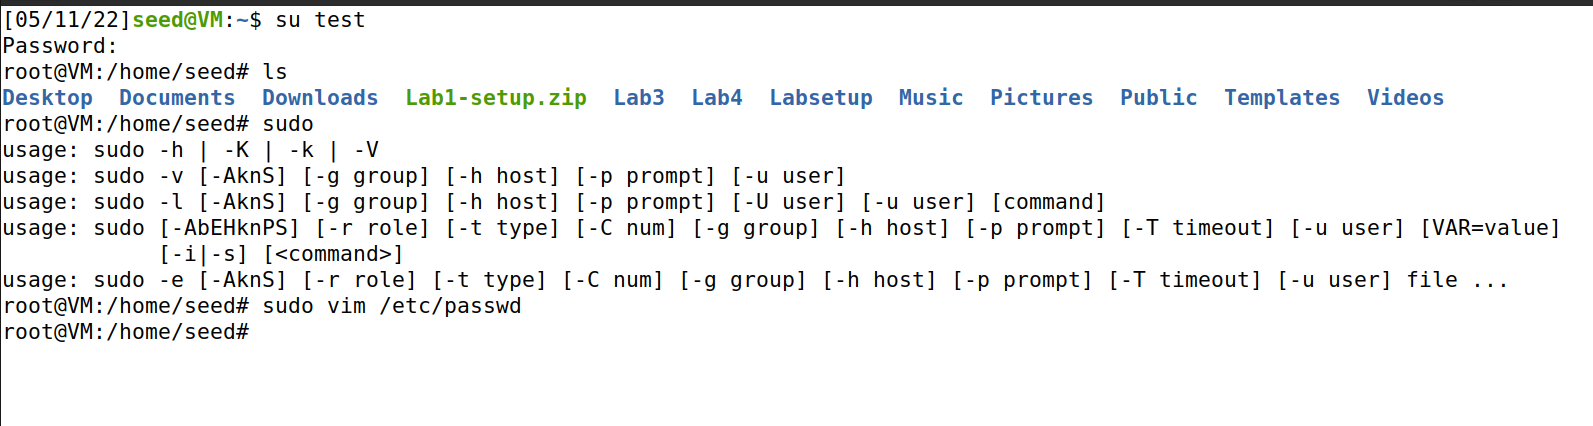 [05/11/22]seed@VM:~$ su test
Password:
root@VM:/home/seed# ls
Desktop  Documents  Downloads  Lab1-setup.zip  Lab3  Lab4  Labsetup  Music  Pictures  Public  Templates  Videos
root@VM:/home/seed# sudo
usage: sudo -h | -K | -k | -V
usage: sudo -v [-AknS] [-g group] [-h host] [-p prompt] [-u user]
usage: sudo -l [-AknS] [-g group] [-h host] [-p prompt] [-U user] [-u user] [command]
usage: sudo [-AbEHknPS] [-r role] [-t type] [-C num] [-g group] [-h host] [-p prompt] [-T timeout] [-u user] [VAR=value]
            [-i|-s] [<command>]
usage: sudo -e [-AknS] [-r role] [-t type] [-C num] [-g group] [-h host] [-p prompt] [-T timeout] [-u user] file ...
root@VM:/home/seed# sudo vim /etc/passwd
root@VM:/home/seed#